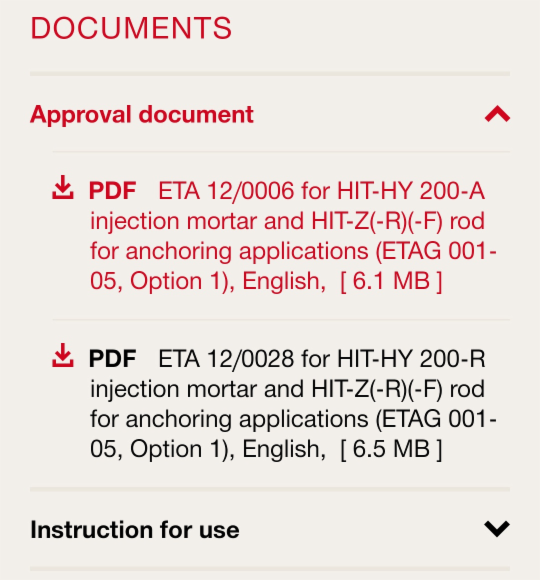 DOCUMENTS
Approval document
PDF ETA 12/0006 for HIT-HY 200-A
injection mortar and HIT-Z(-R)(-F) rod
for anchoring applications (ETAG 001-
05, Option 1), English, [ 6.1 MB ]
PDF ETA 12/0028 for HIT-HY 200-R
injection mortar and HIT-Z(-R)(-F) rod
for anchoring applications (ETAG 001-
05, Option 1), English, [ 6.5 MB ]
Instruction for use